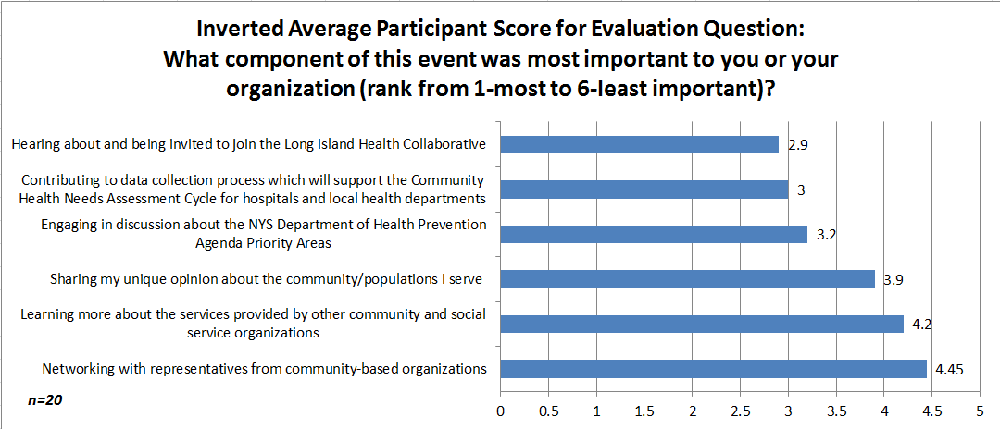 Inverted Average Participant Score for Evaluation Question:
What component of this event was most important to you or your
organization (rank from 1-most to 6-least important)?
Hearing about and being invited to join the Long Island Health Collaborative
2.9
Contributing to data collection process which will support the Community
Health Needs Assessment Cycle for hospitals and local health departments
3
Engaging in discussion about the NYS Department of Health Prevention
Agenda Priority Areas
3.2
Sharing my unique opinion about the community/populations I serve
3.9
Learning more about the services provided by other community and social
service organizations
4.2
Networking with representatives from community-based organizations
4.45
n=20
0 0.5 1 1.5 2 2.5 3 3.5 4 4.5 5